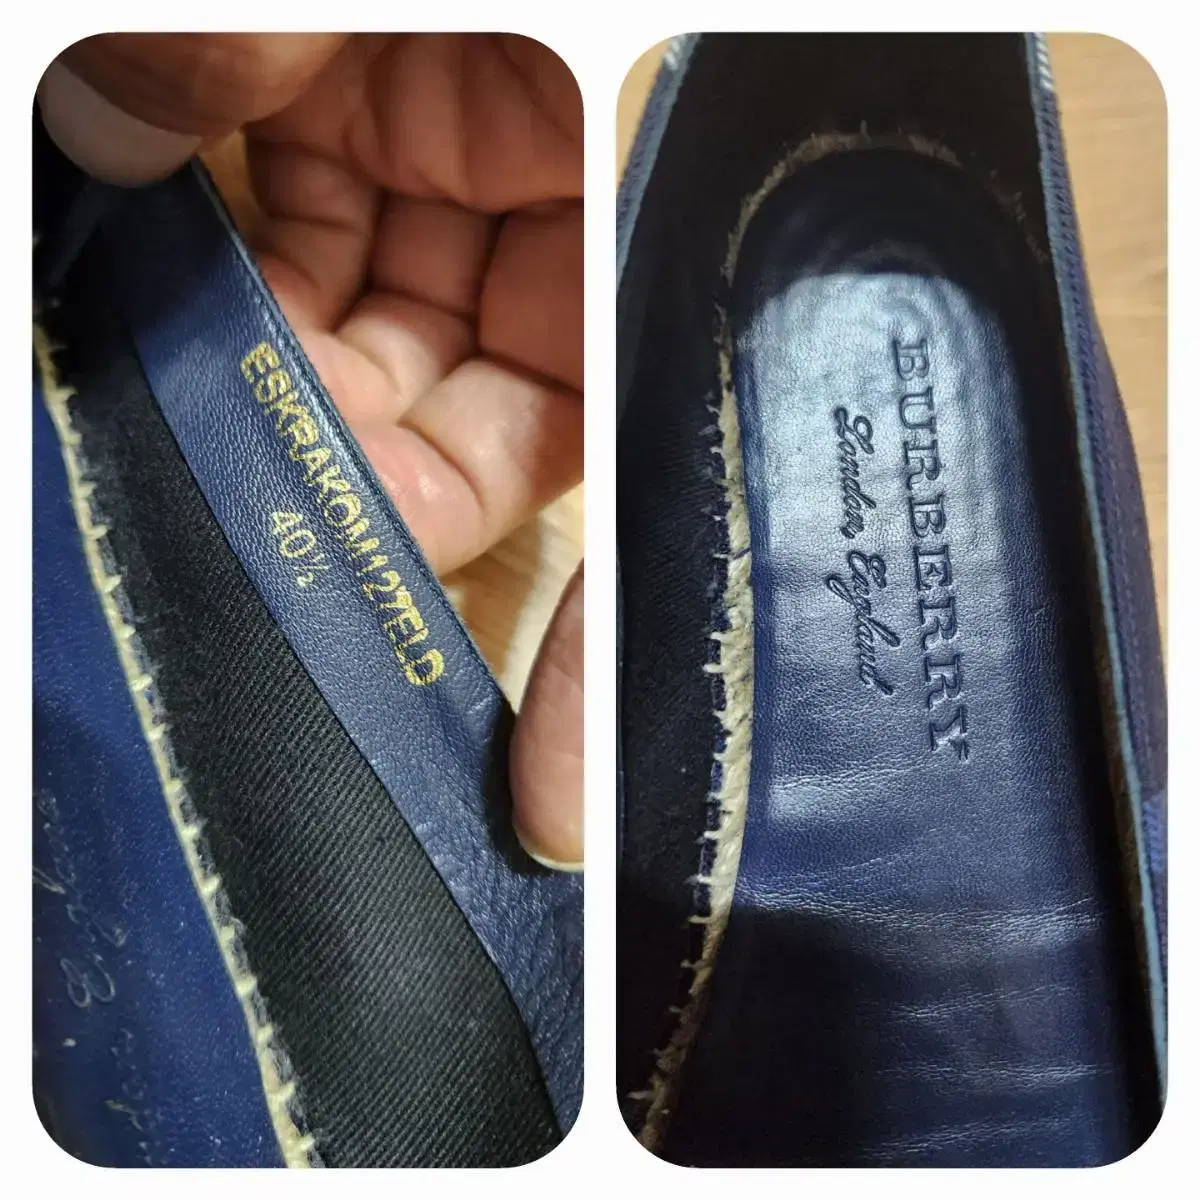 ESKRAKOM127ELD
40½
BURBERRY
London England